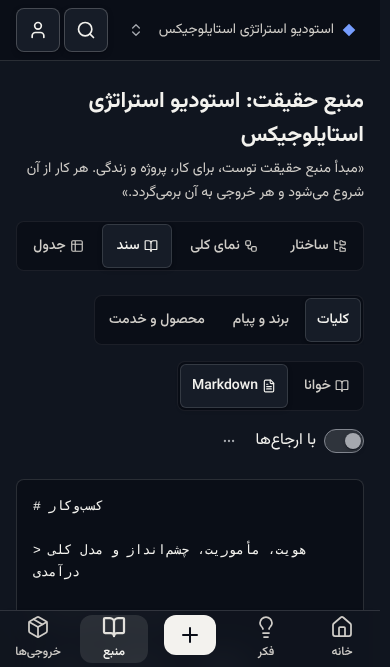 استودیو استراتژی استایلوجیکس
منبع حقیقت: استودیو استراتژی
استایلوجیکس
«مبدأ منبع حقیقت توست، برای کار، پروژه و زندگی. هر کار از آن
شروع می‌شود و هر خروجی به آن برمی‌گردد.»
ساختار نمای کلی سند جدول
کلیات برند و پیام محصول و خدمت
خوانا Markdown
با ارجاع‌ها ...
# کسب‌وکار
> هویت، مأموریت، چشم‌انداز و مدل کلی
درآمدی
خانه فکر منبع خروجی‌ها